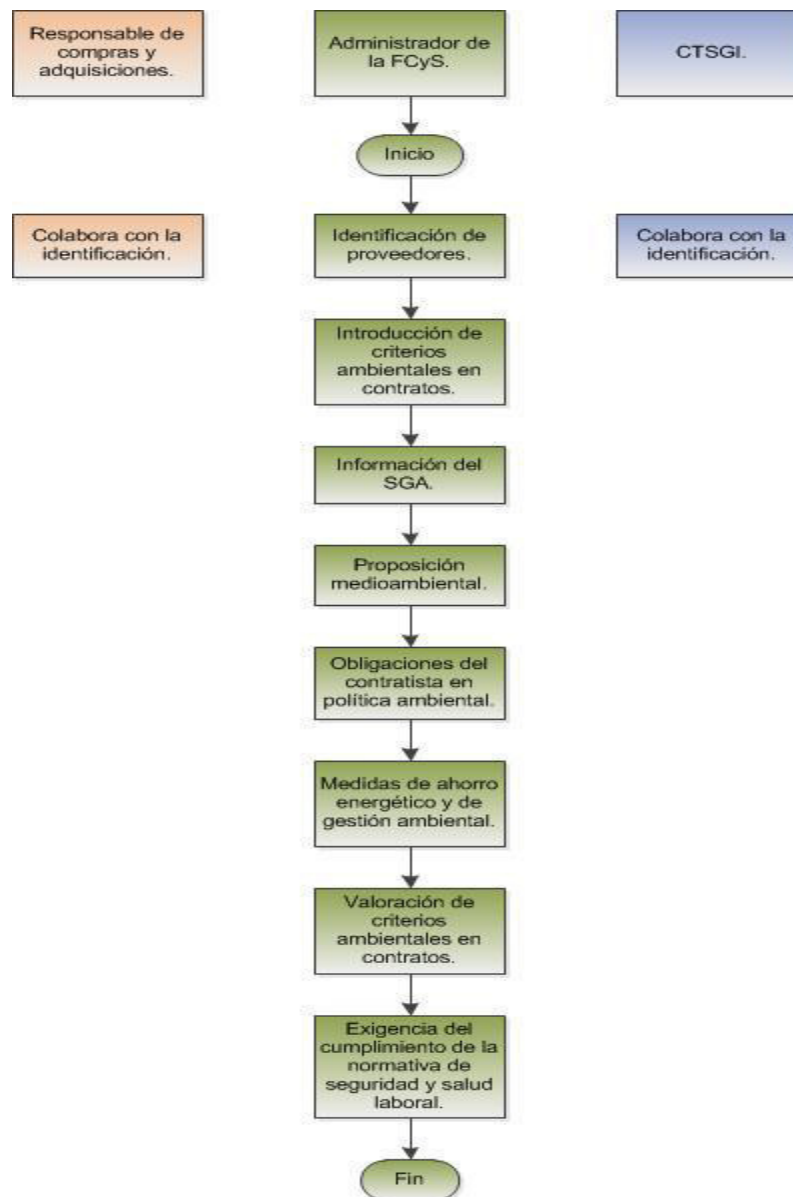 Responsable de
compras y
adquisiciones.
Administrador de
la FCyS.
CTSGI.
Inicio
Colabora con la
identificación.
Identificación de
proveedores.
Colabora con la
identificación.
Introducción de
criterios
ambientales en
contratos.
Información del
SGA.
Proposición
medioambiental.
Obligaciones del
contratista en
política ambiental.
Medidas de ahorro
energético y de
gestión ambiental.
Valoración de
criterios
ambientales en
contratos.
Exigencia del
cumplimiento de la
normativa de
seguridad y salud
laboral.
Fin